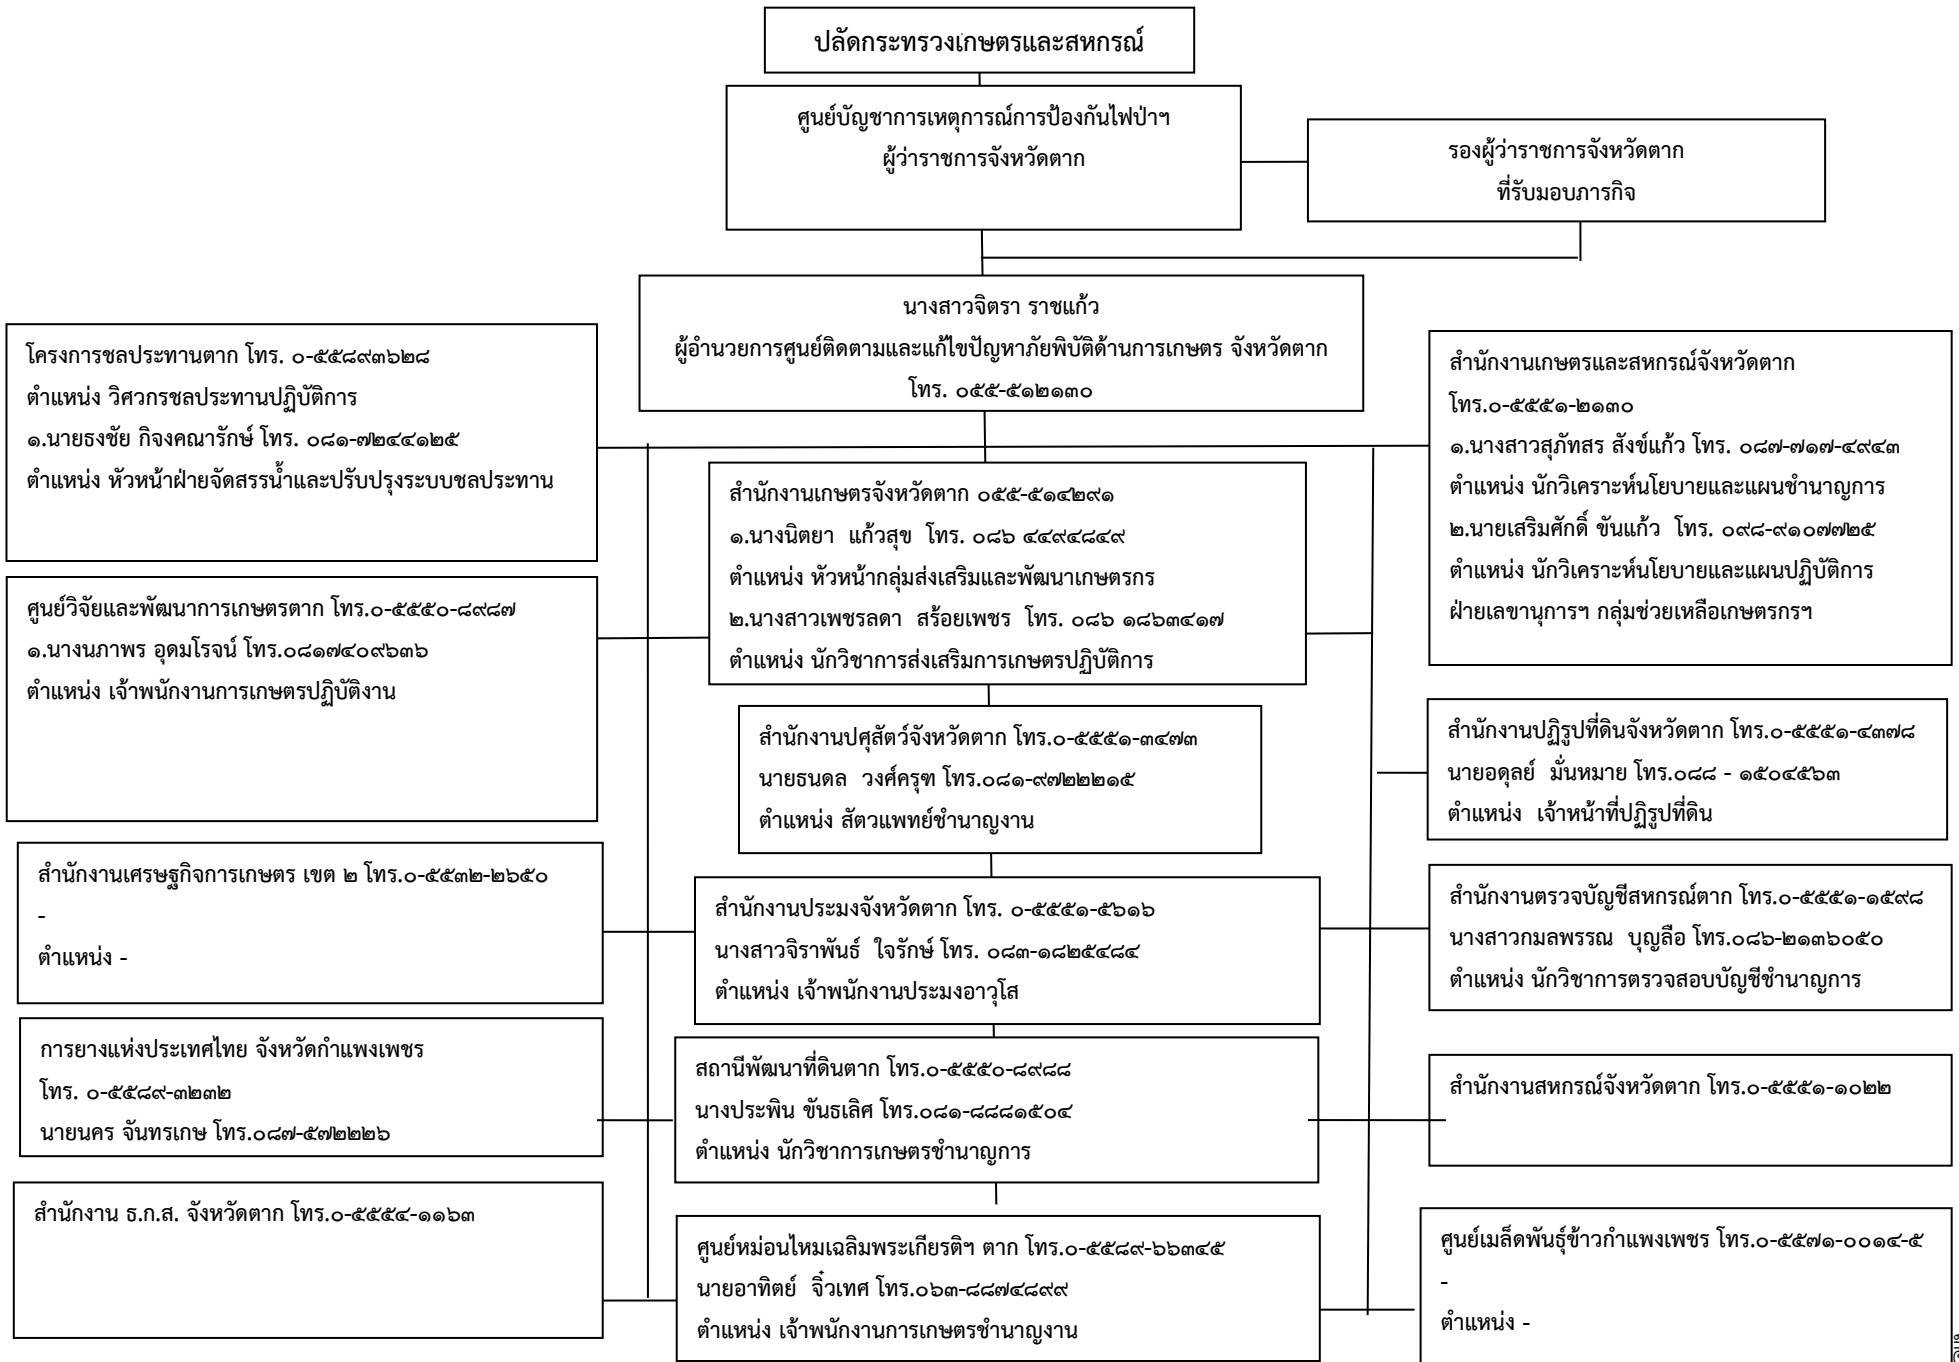 ปลัดกระทรวงเกษตรและสหกรณ์
ศูนย์บัญชาการเหตุการณ์การป้องกันไฟป่าฯ
ผู้ว่าราชการจังหวัดตาก
รองผู้ว่าราชการจังหวัดตาก
ที่รับมอบภารกิจ
นางสาวจิตรา ราชแก้ว
ผู้อำนวยการศูนย์ติดตามและแก้ไขปัญหาภัยพิบัติด้านการเกษตร จังหวัดตาก
โทร. ๐๕๕-๕๑๒๑๓๐
โครงการชลประทานตาก โทร. ๐-๕๕๘๙๓๖๒๘
ตำแหน่ง วิศวกรชลประทานปฏิบัติการ
๑.นายธงชัย กิจงคณารักษ์ โทร. ๐๘๑-๗๒๔๔๑๒๕
ตำแหน่ง หัวหน้าฝ่ายจัดสรรน้ำและปรับปรุงระบบชลประทาน
สำนักงานเกษตรและสหกรณ์จังหวัดตาก
โทร.๐-๕๕๕๑-๒๑๓๐
๑.นางสาวสุภัทสร สังข์แก้ว โทร. ๐๘๗-๗๑๗-๔๙๔๓
ตำแหน่ง นักวิเคราะห์นโยบายและแผนชำนาญการ
๒.นายเสริมศักดิ์ ขันแก้ว โทร. ๐๙๘-๙๑๐๗๗๒๕
ตำแหน่ง นักวิเคราะห์นโยบายและแผนปฏิบัติการ
ฝ่ายเลขานุการฯ กลุ่มช่วยเหลือเกษตรกรฯ
สำนักงานเกษตรจังหวัดตาก ๐๕๕-๕๑๔๒๙๑
๑.นางนิตยา แก้วสุข โทร. ๐๘๖ ๔๔๙๔๘๔๙
ตำแหน่ง หัวหน้ากลุ่มส่งเสริมและพัฒนาเกษตรกร
๒.นางสาวเพชรลดา สร้อยเพชร โทร. ๐๘๖ ๑๘๖๓๔๑๗
ตำแหน่ง นักวิชาการส่งเสริมการเกษตรปฏิบัติการ
ศูนย์วิจัยและพัฒนาการเกษตรตาก โทร.๐-๕๕๕๐-๘๙๘๗
๑.นางนภาพร อุดมโรจน์ โทร.๐๘๑๗๔๐๙๖๓๖
ตำแหน่ง เจ้าพนักงานการเกษตรปฏิบัติงาน
สำนักงานปศุสัตว์จังหวัดตาก โทร.๐-๕๕๕๑-๓๔๗๓
นายธนดล วงศ์ครุฑ โทร.๐๘๑-๙๗๒๒๒๑๕
ตำแหน่ง สัตวแพทย์ชำนาญงาน
สำนักงานปฏิรูปที่ดินจังหวัดตาก โทร.๐-๕๕๕๑-๔๓๗๘
นายอดุลย์ มั่นหมาย โทร.๐๘๘ - ๑๕๐๔๕๖๓
ตำแหน่ง เจ้าหน้าที่ปฏิรูปที่ดิน
สำนักงานเศรษฐกิจการเกษตร เขต ๒ โทร.๐-๕๕๓๒-๒๖๕๐
-
ตำแหน่ง -
สำนักงานประมงจังหวัดตาก โทร. ๐-๕๕๕๑-๕๖๑๖
นางสาวจิราพันธ์ ใจรักษ์ โทร. ๐๘๓-๑๘๒๕๔๘๔
ตำแหน่ง เจ้าพนักงานประมงอาวุโส
สำนักงานตรวจบัญชีสหกรณ์ตาก โทร.๐-๕๕๕๑-๑๕๙๘
นางสาวกมลพรรณ บุญลือ โทร.๐๘๖-๒๑๓๖๐๕๐
ตำแหน่ง นักวิชาการตรวจสอบบัญชีชำนาญการ
การยางแห่งประเทศไทย จังหวัดกำแพงเพชร
โทร. ๐-๕๕๘๙-๓๒๓๒
นายนคร จันทรเกษ โทร.๐๘๗-๕๗๒๒๒๖
สถานีพัฒนาที่ดินตาก โทร.๐-๕๕๕๐-๘๙๘๘
นางประพิน ขันธเลิศ โทร.๐๘๑-๘๘๘๑๕๐๔
ตำแหน่ง นักวิชาการเกษตรชำนาญการ
สำนักงานสหกรณ์จังหวัดตาก โทร.๐-๕๕๕๑-๑๐๒๒
สำนักงาน ธ.ก.ส. จังหวัดตาก โทร.๐-๕๕๕๔-๑๑๖๓
ศูนย์หม่อนไหมเฉลิมพระเกียรติฯ ตาก โทร.๐-๕๕๘๙-๖๖๓๔๕
นายอาทิตย์ จิ๋วเทศ โทร.๐๖๓-๘๘๗๔๘๙๙
ตำแหน่ง เจ้าพนักงานการเกษตรชำนาญงาน
ศูนย์เมล็ดพันธุ์ข้าวกำแพงเพชร โทร.๐-๕๕๗๑-๐๐๑๔-๕
-
ตำแหน่ง -